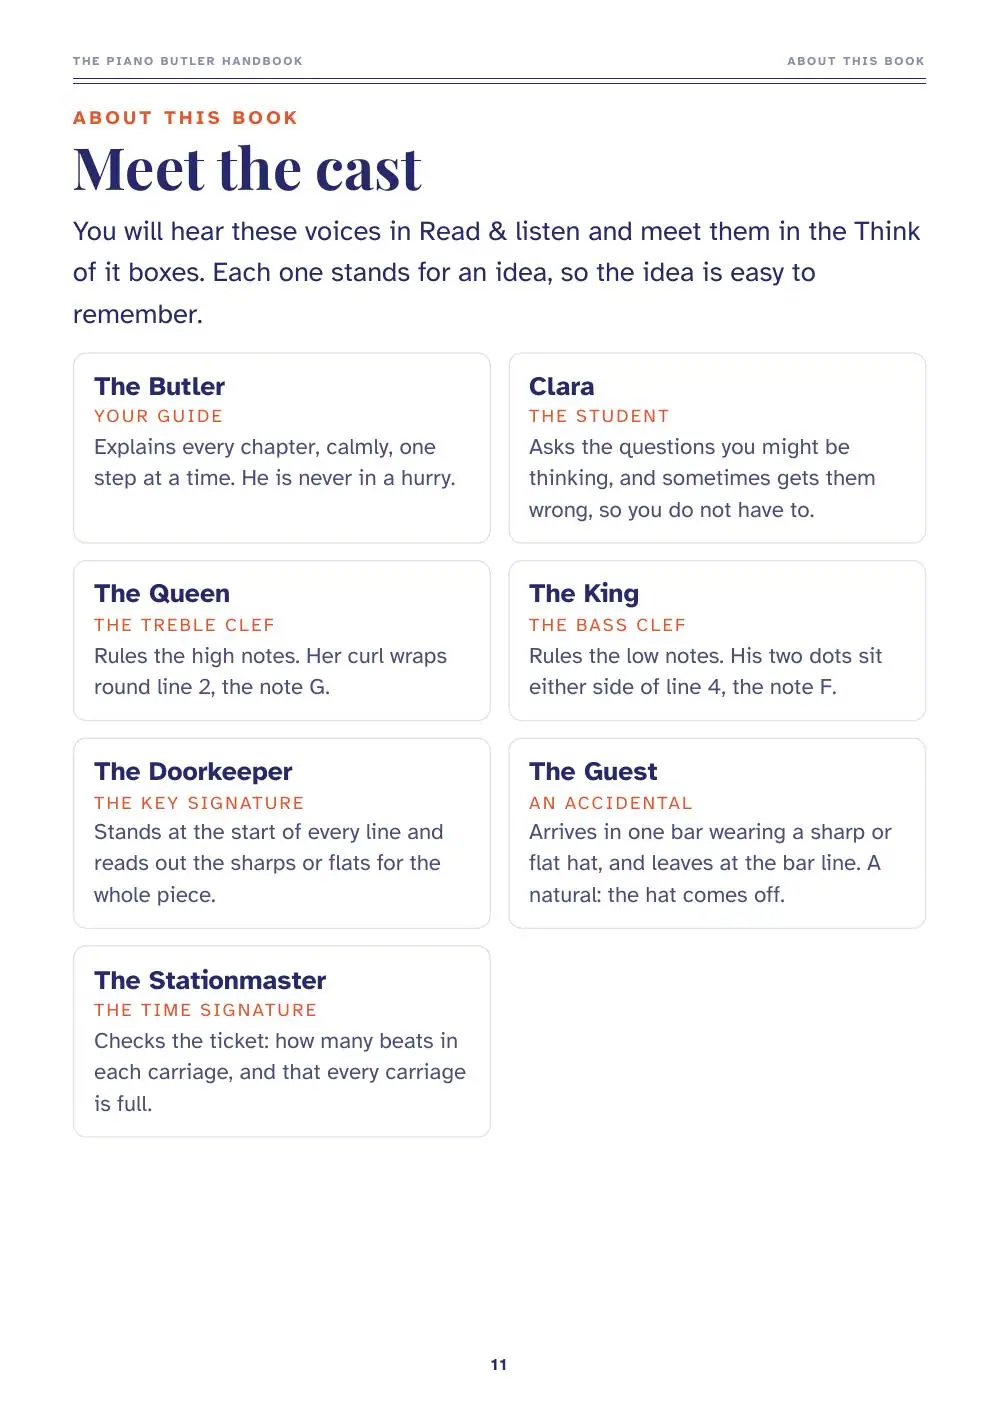 THE PIANO BUTLER HANDBOOK
ABOUT THIS BOOK
ABOUT THIS BOOK
Meet the cast
You will hear these voices in Read & listen and meet them in the Think
of it boxes. Each one stands for an idea, so the idea is easy to
remember.
The Butler
YOUR GUIDE
Explains every chapter, calmly, one
step at a time. He is never in a hurry.
Clara
THE STUDENT
Asks the questions you might be
thinking, and sometimes gets them
wrong, so you do not have to.
The Queen
THE TREBLE CLEF
Rules the high notes. Her curl wraps
round line 2, the note G.
The King
THE BASS CLEF
Rules the low notes. His two dots sit
either side of line 4, the note F.
The Doorkeeper
THE KEY SIGNATURE
Stands at the start of every line and
reads out the sharps or flats for the
whole piece.
The Guest
AN ACCIDENTAL
Arrives in one bar wearing a sharp or
flat hat, and leaves at the bar line. A
natural: the hat comes off.
The Stationmaster
THE TIME SIGNATURE
Checks the ticket: how many beats in
each carriage, and that every carriage
is full.
11